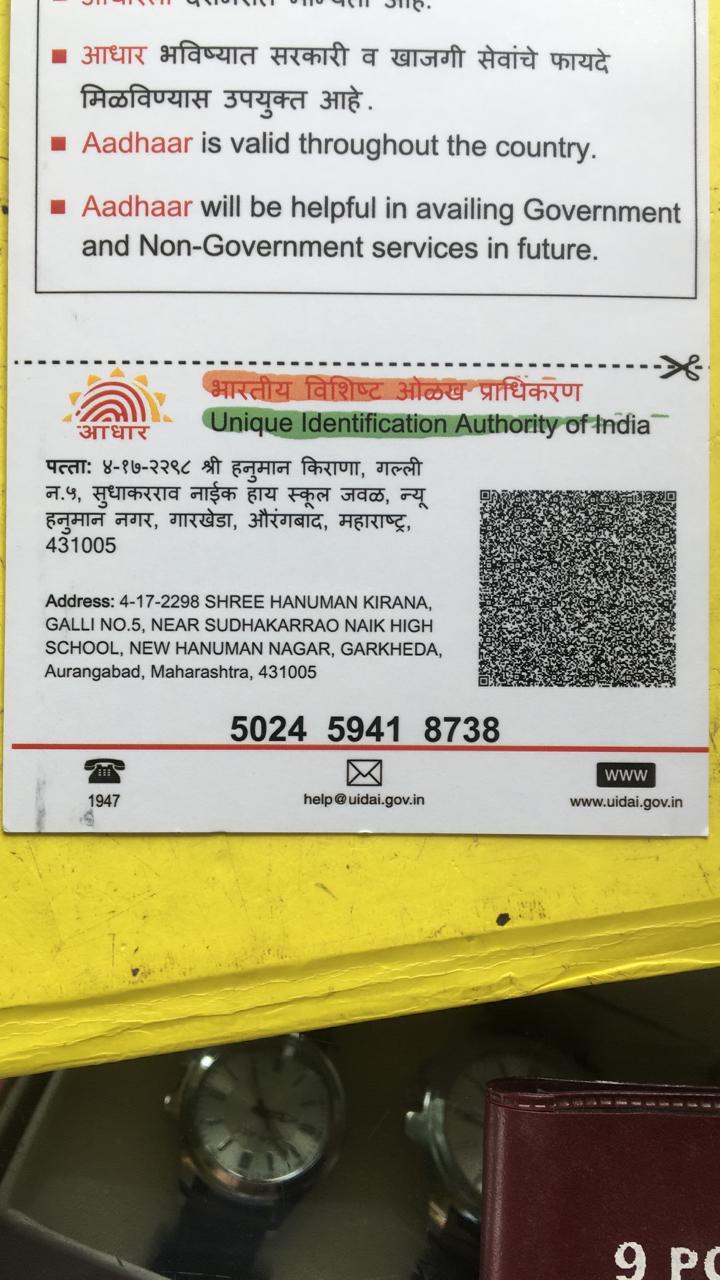 आधार भविष्यात सरकारी व खाजगी सेवांचे फायदे
मिळविण्यास उपयुक्त आहे.
Aadhaar is valid throughout the country.
Aadhaar will be helpful in availing Government
and Non-Government services in future.
आधार
भारतीय विशिष्ट ओळख प्राधिकरण
Unique Identification Authority of India
पत्ता: ४-१७-२२९८ श्री हनुमान किराणा, गल्ली
न.५, सुधाकरराव नाईक हाय स्कूल जवळ, न्यू
हनुमान नगर, गारखेडा, औरंगबाद, महाराष्ट्र,
431005
Address: 4-17-2298 SHREE HANUMAN KIRANA,
GALLI NO.5, NEAR SUDHAKARRAO NAIK HIGH
SCHOOL, NEW HANUMAN NAGAR, GARKHEDA,
Aurangabad, Maharashtra, 431005
5024 5941 8738
1947
help@uidai.gov.in
www
www.uidai.gov.in
9 PO